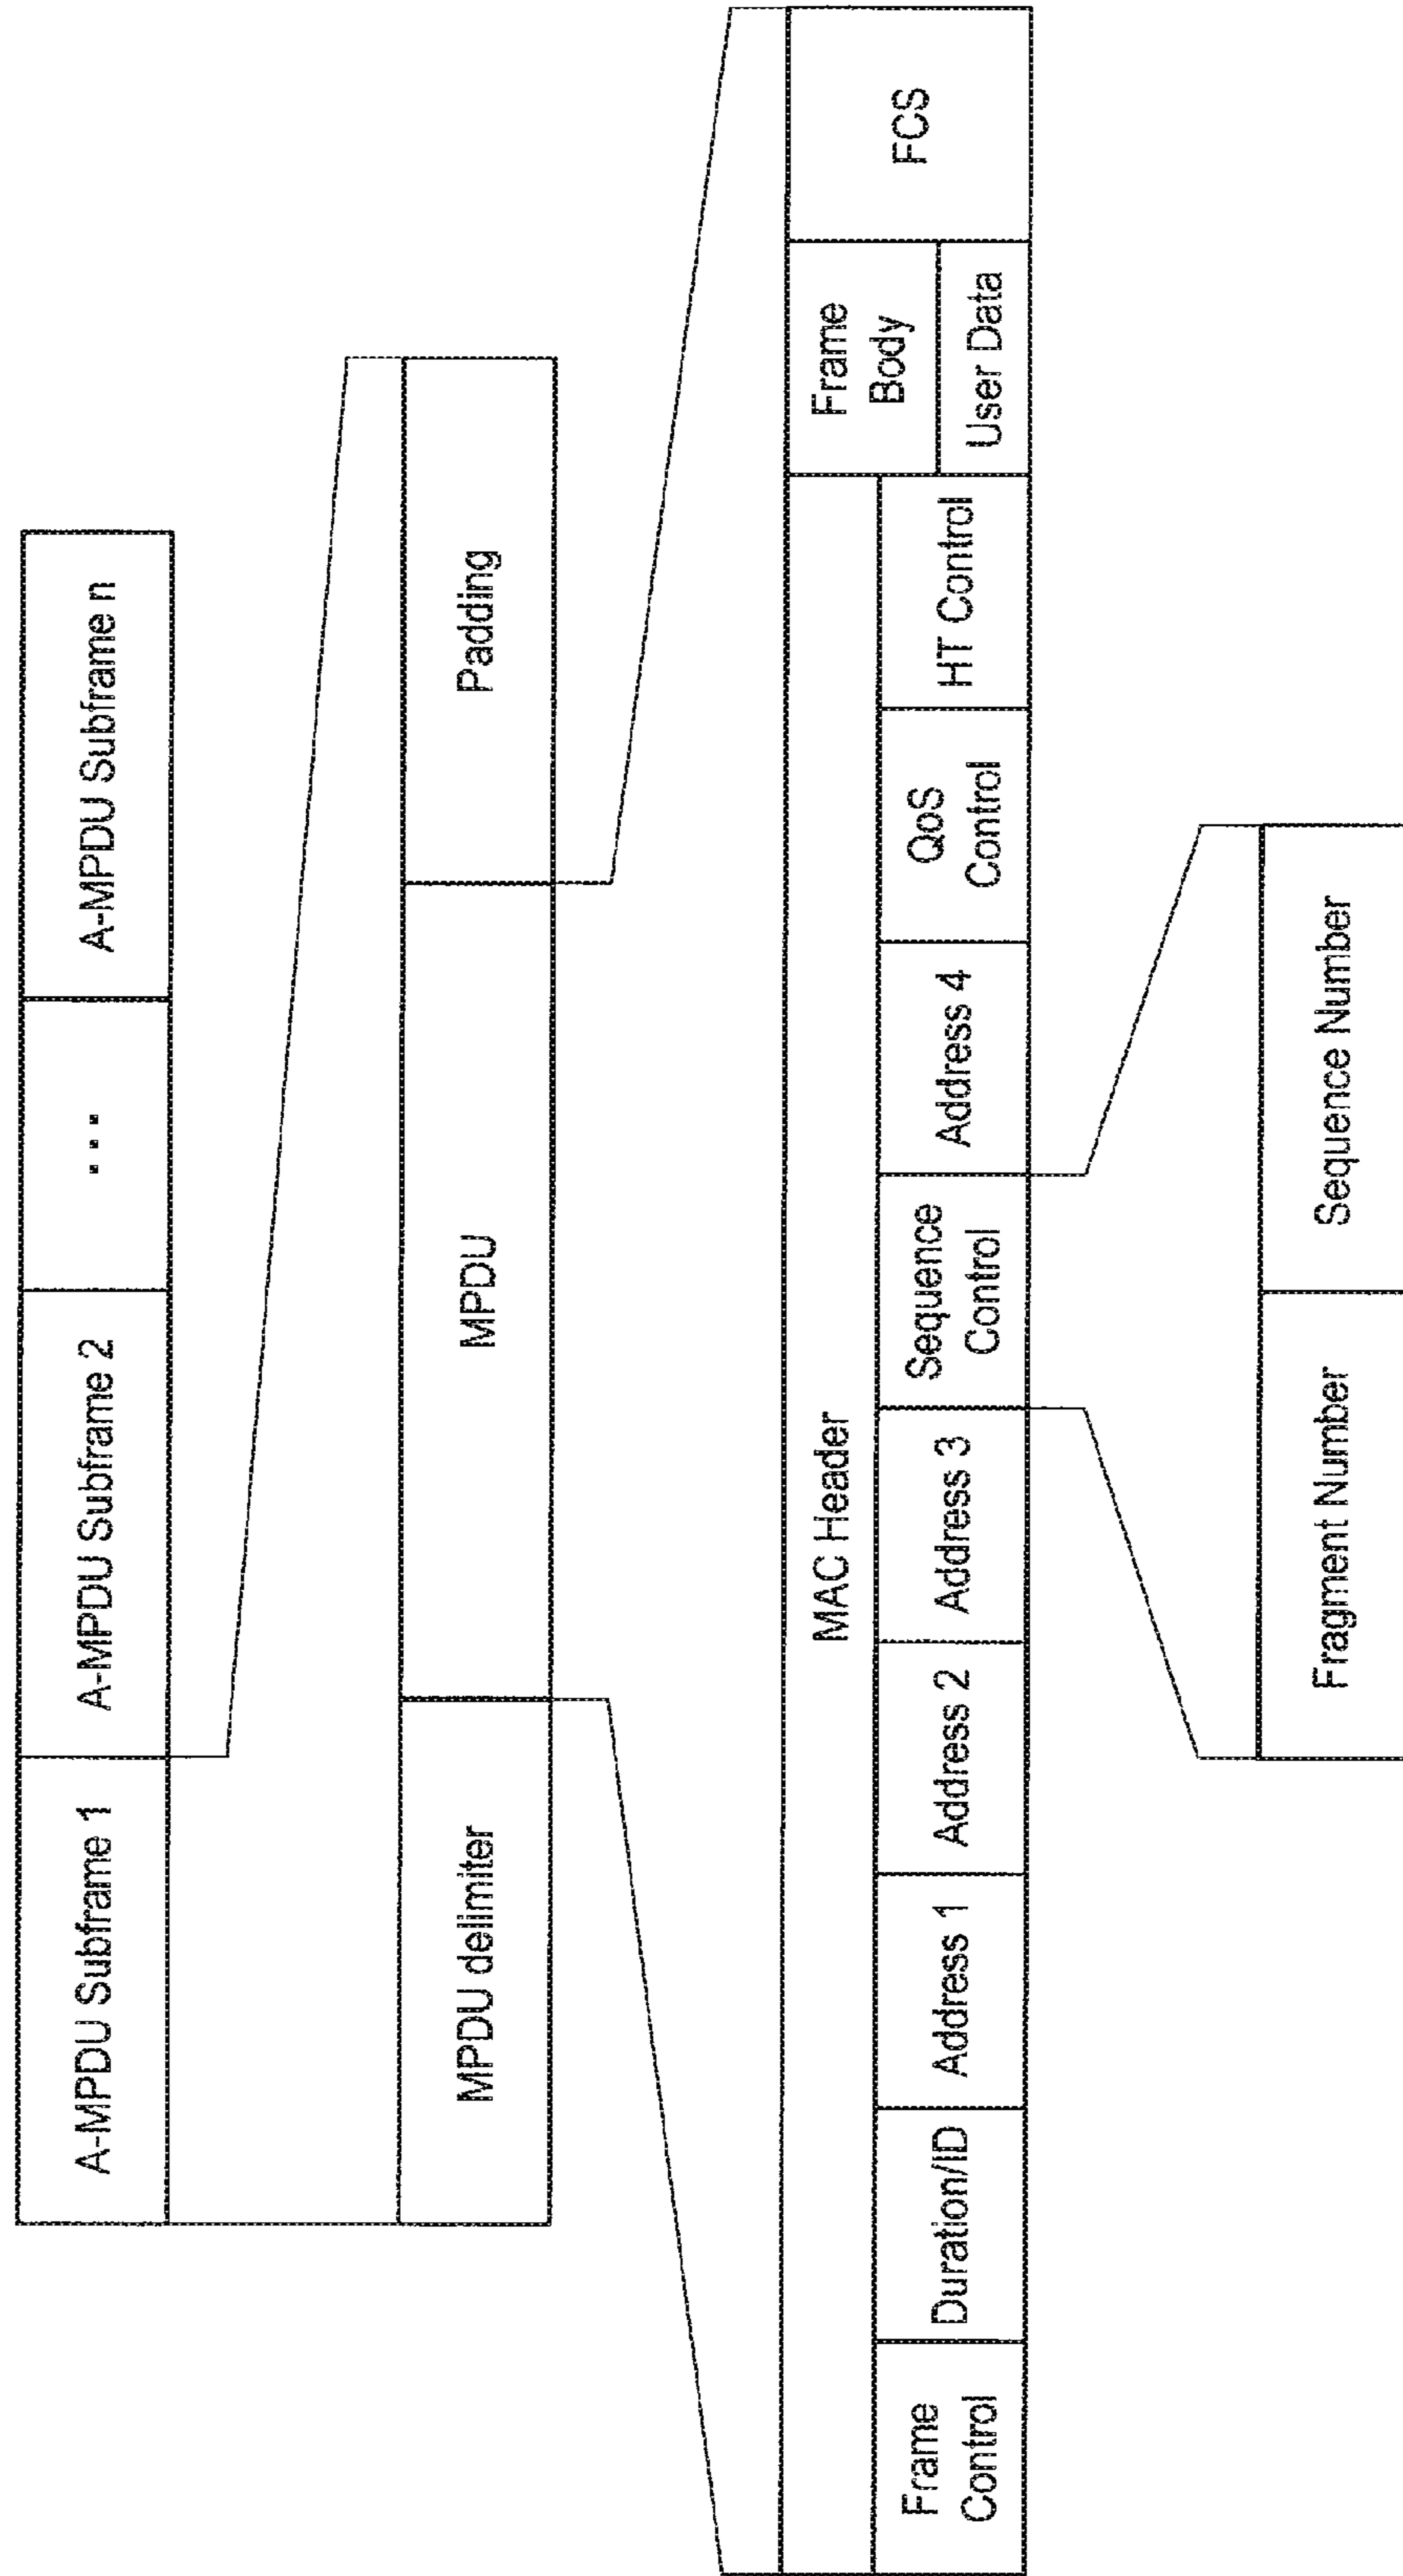 A-MPDU Subframe 1
A-MPDU Subframe 2
...
A-MPDU Subframe n
MPDU delimiter
MPDU
Padding
MAC Header
Frame
Body
FCS
Frame
Control
Duration/ID
Address 1
Address 2
Address 3
Sequence
Control
Address 4
QoS
Control
HT Control
User Data
Fragment Number
Sequence Number